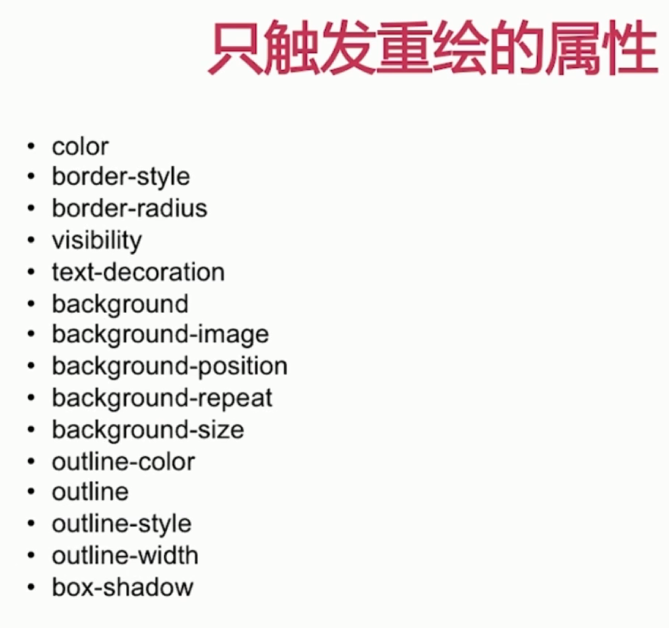 只触发重绘的属性
• color
• border-style
• border-radius
• visibility
• text-decoration
• background
• background-image
• background-position
• background-repeat
• background-size
• outline-color
• outline
• outline-style
• outline-width
• box-shadow